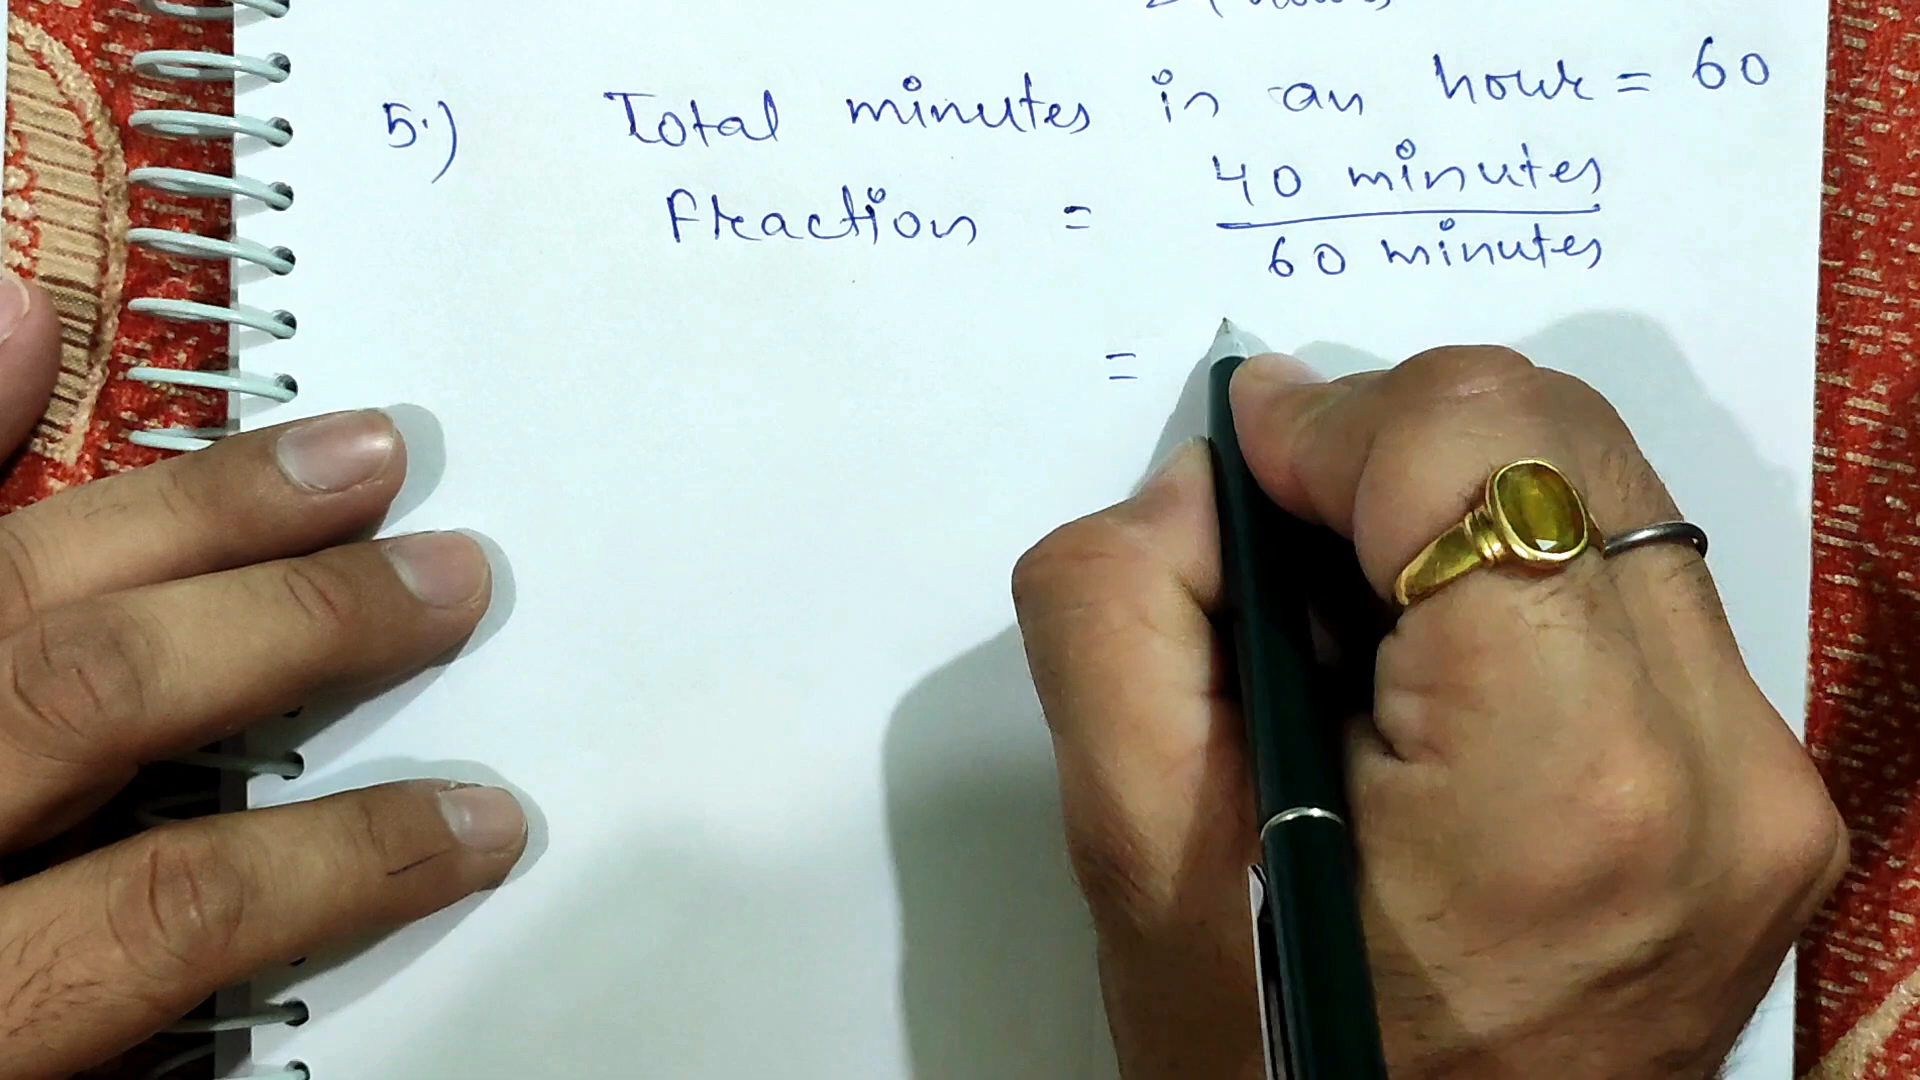 5.) Total minutes in an hour = 60
Fraction = 40 minutes
60 minutes
=